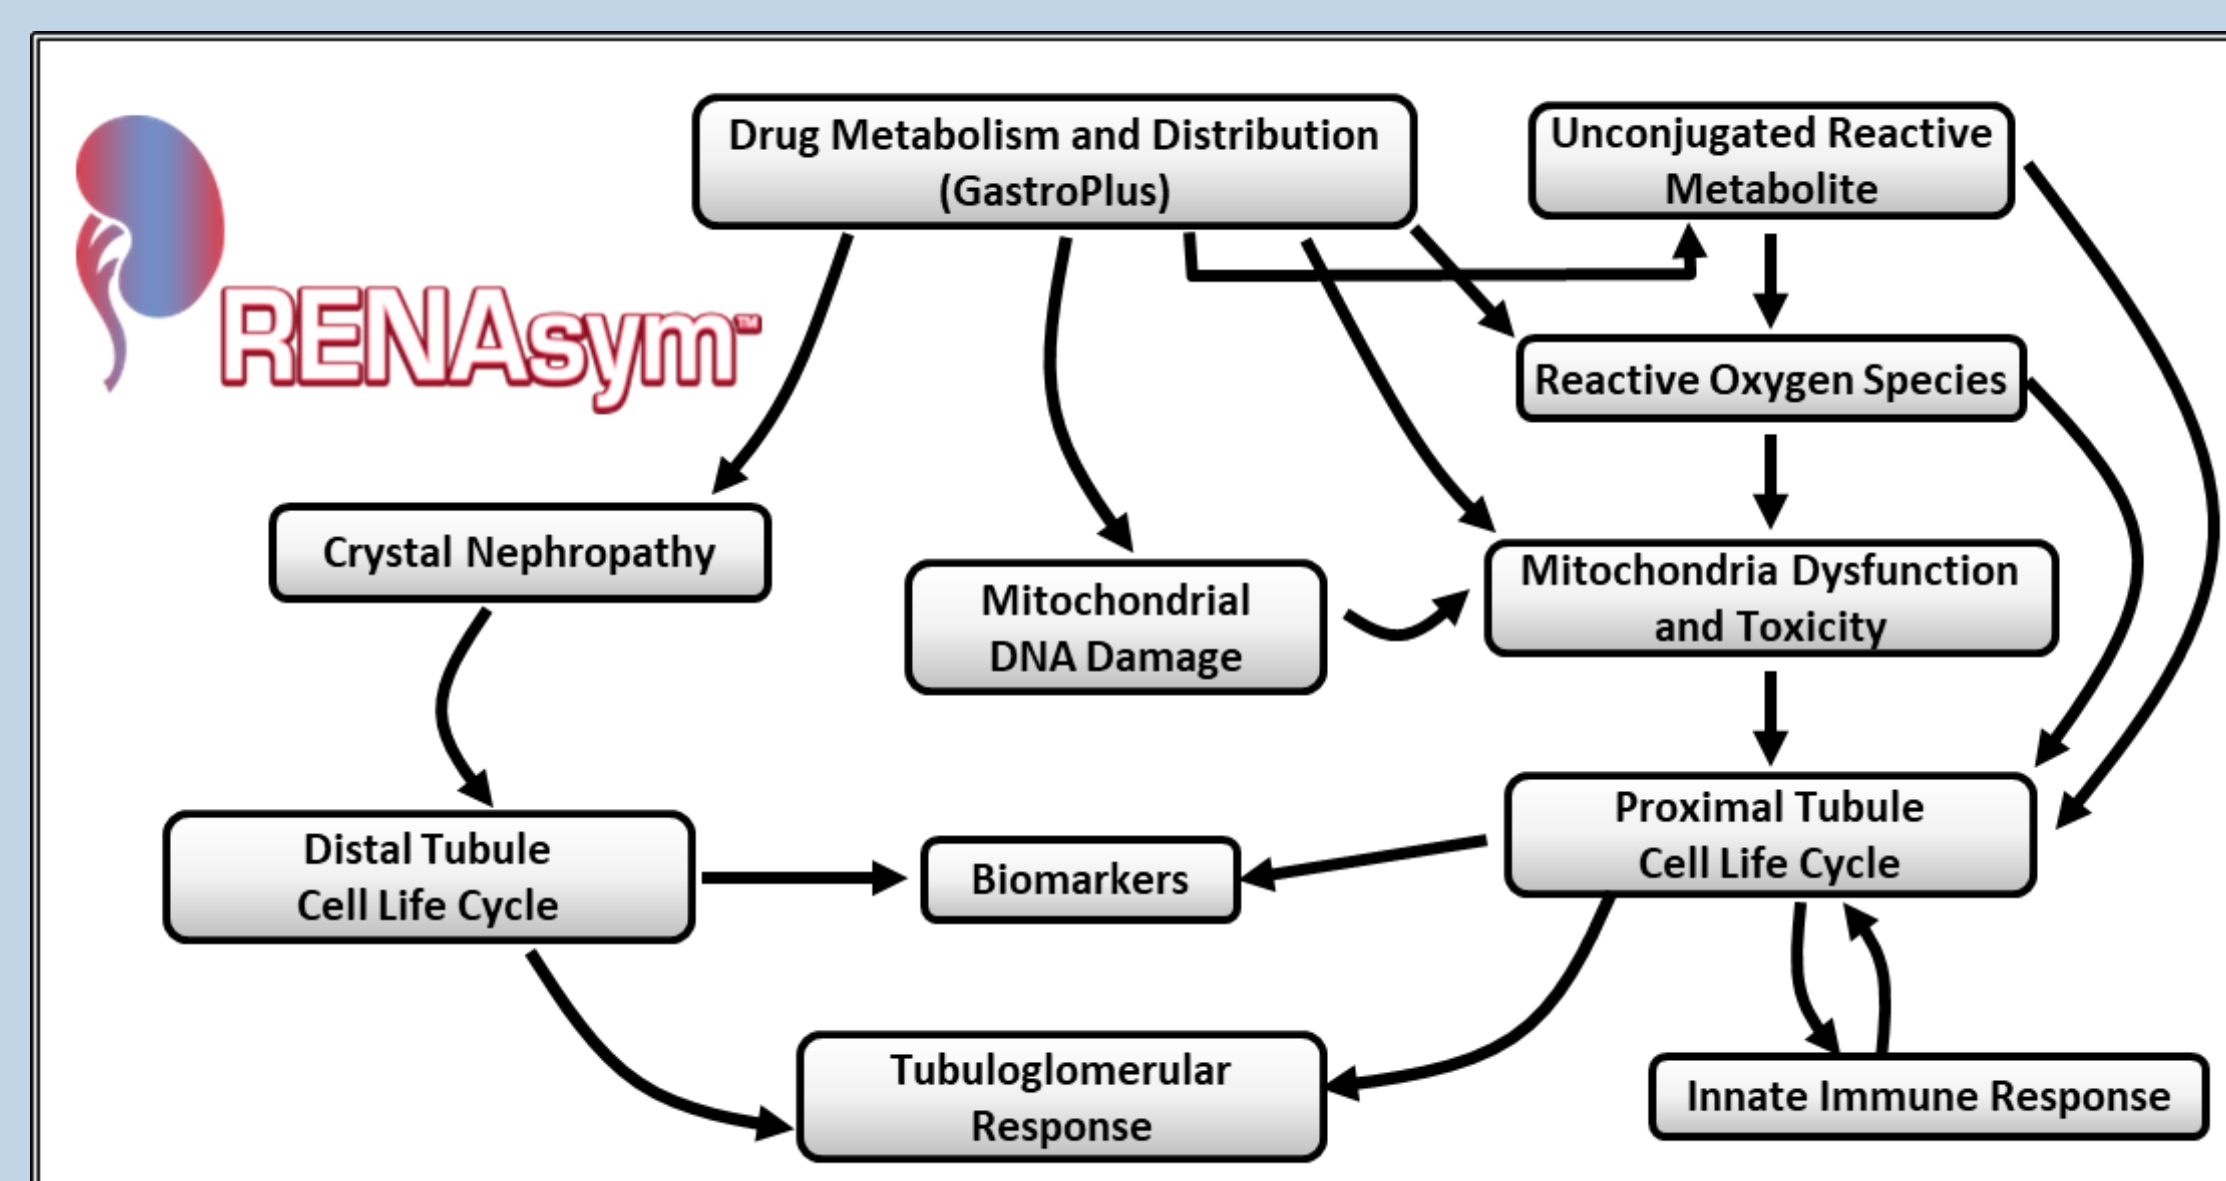 Drug Metabolism and Distribution
(GastroPlus)
Unconjugated Reactive
Metabolite
RENAsym™
Reactive Oxygen Species
Crystal Nephropathy
Mitochondrial
DNA Damage
Mitochondria Dysfunction
and Toxicity
Distal Tubule
Cell Life Cycle
Biomarkers
Proximal Tubule
Cell Life Cycle
Tubuloglomerular
Response
Innate Immune Response